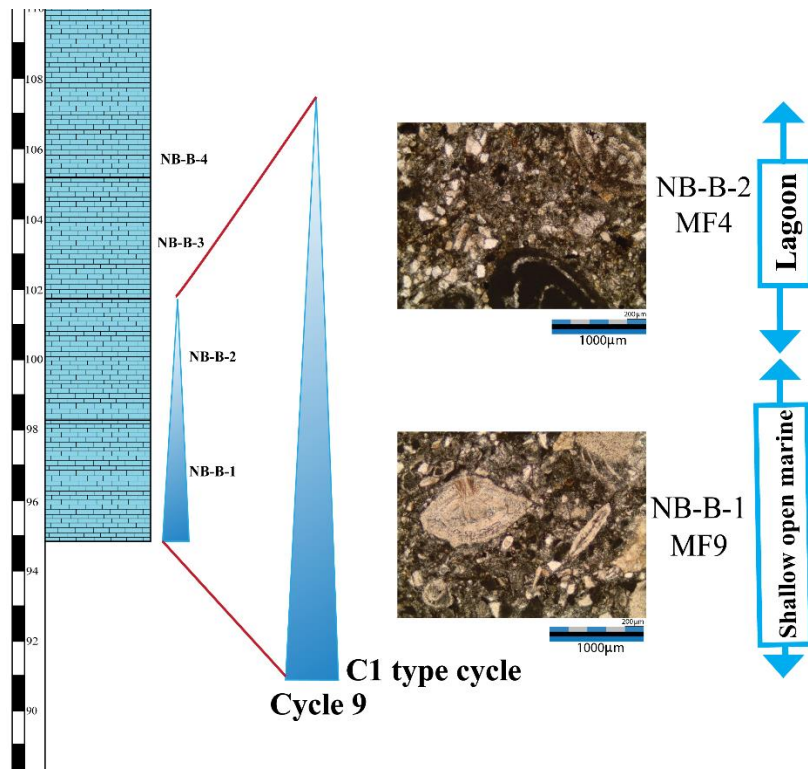 110
108
106
104
102
100
98
96
94
92
90
NB-B-4
NB-B-3
NB-B-2
NB-B-1
C1 type cycle
Cycle 9
200µm
1000µm
NB-B-2
MF4
Lagoon
200µm
1000µm
NB-B-1
MF9
Shallow open marine